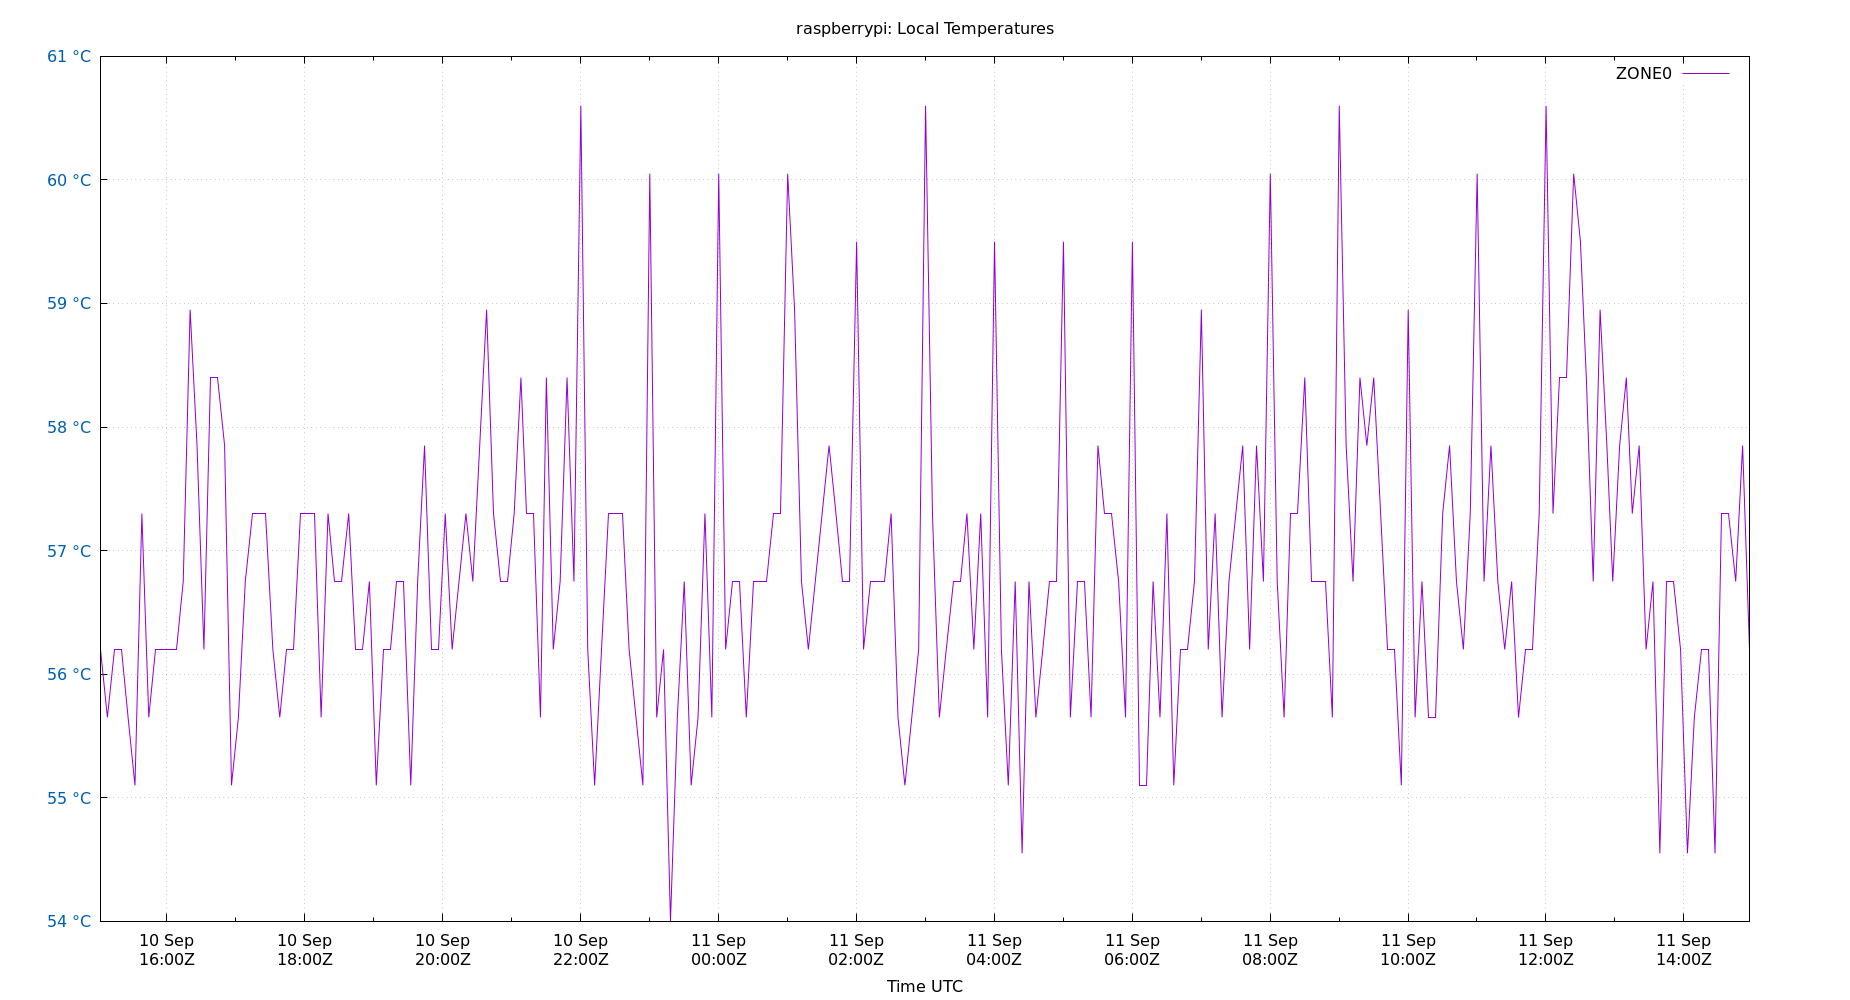 raspberrypi: Local Temperatures
61 °C
ZONE0
60 °C
59 °C
58 °C
57 °C
56 °C
55 °C
54 °C
10 Sep 10 Sep 10 Sep 10 Sep 11 Sep 11 Sep 11 Sep 11 Sep 11 Sep 11 Sep 11 Sep 11 Sep
16:00Z 18:00Z 20:00Z 22:00Z 00:00Z 02:00Z 04:00Z 06:00Z 08:00Z 10:00Z 12:00Z 14:00Z
Time UTC